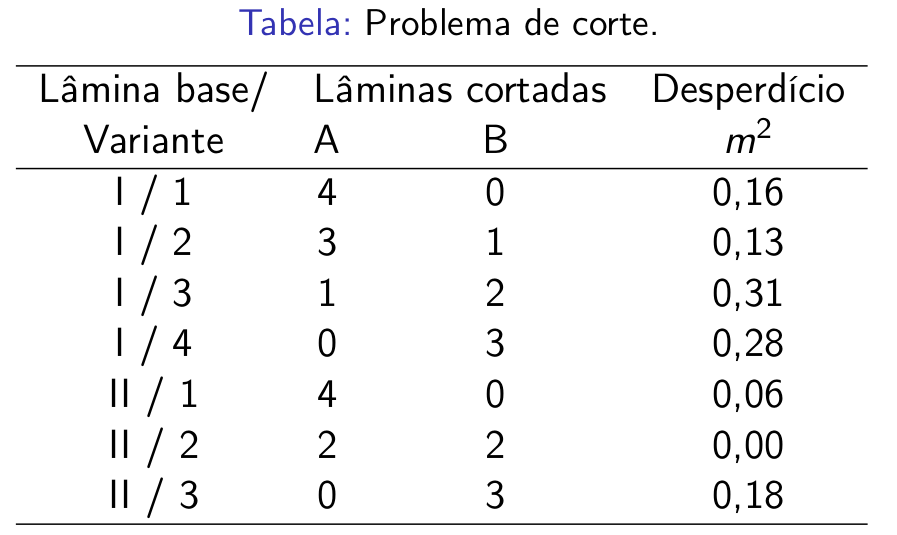 Tabela: Problema de corte.
Lâmina base/ Lâminas cortadas Desperdício
Variante A B m²
I / 1 4 0 0,16
I / 2 3 1 0,13
I / 3 1 2 0,31
I / 4 0 3 0,28
II / 1 4 0 0,06
II / 2 2 2 0,00
II / 3 0 3 0,18